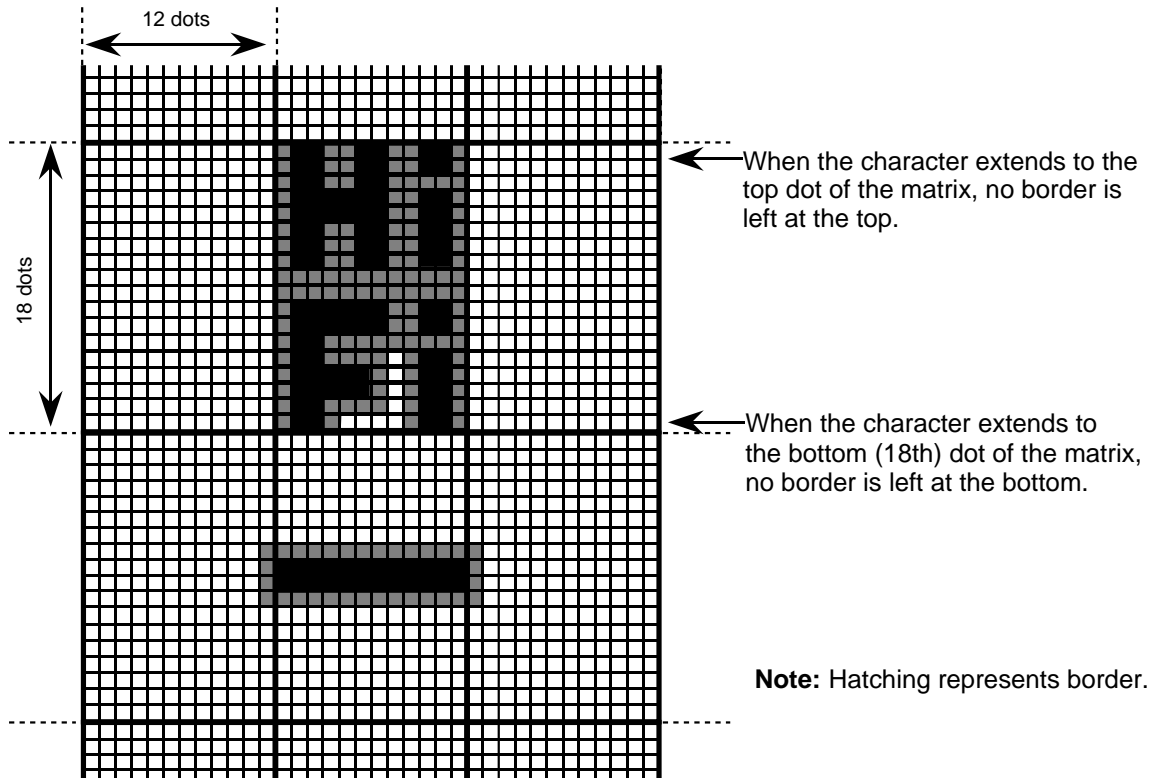 12 dots
18 dots
When the character extends to the
top dot of the matrix, no border is
left at the top.
Hi
Fi
When the character extends to
the bottom (18th) dot of the matrix,
no border is left at the bottom.
Note: Hatching represents border.